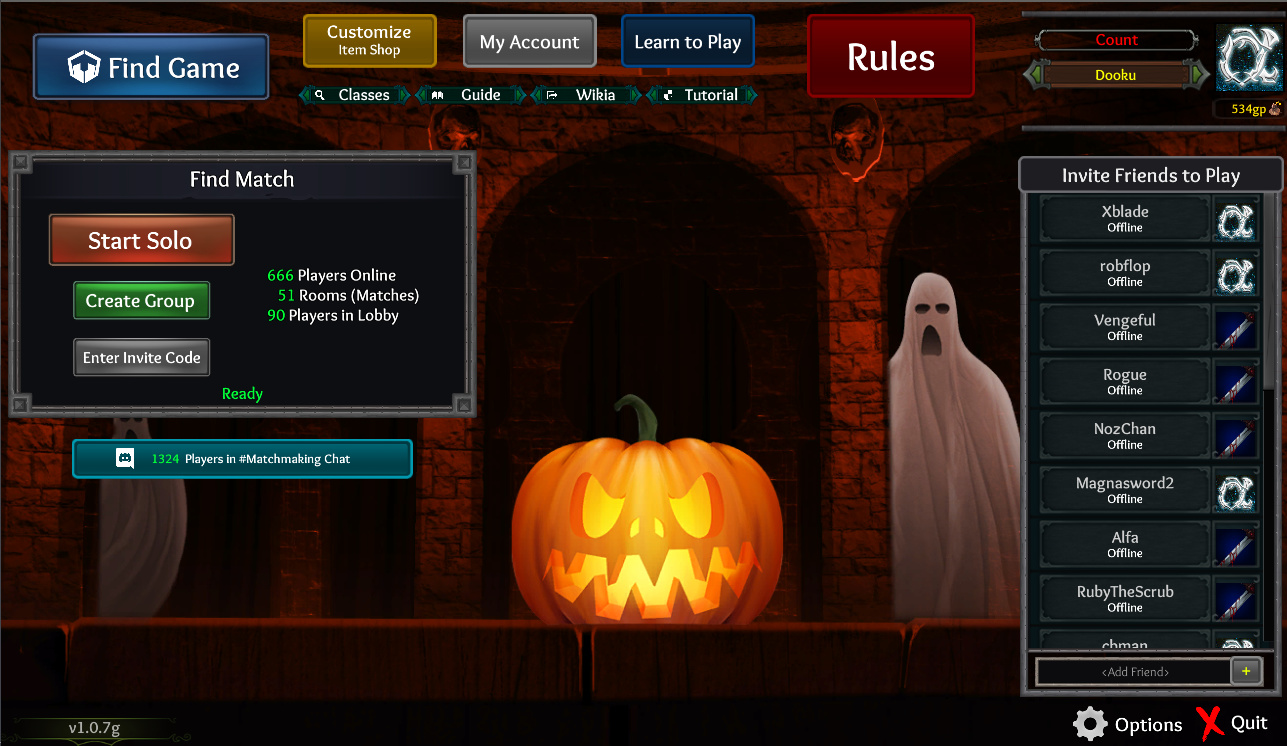 Find Game
Customize
Item Shop
My Account
Learn to Play
Rules
Count
Dooku
534gp
Classes
Guide
Wikia
Tutorial
Find Match
Start Solo
Create Group
Enter Invite Code
666 Players Online
51 Rooms (Matches)
90 Players in Lobby
Ready
1324 Players in #Matchmaking Chat
Invite Friends to Play
Xblade
Offline
robflop
Offline
Vengeful
Offline
Rogue
Offline
NozChan
Offline
Magnasword2
Offline
Alfa
Offline
RubyTheScrub
Offline
cbman
<Add Friend>
+
v1.0.7g
Options
Quit